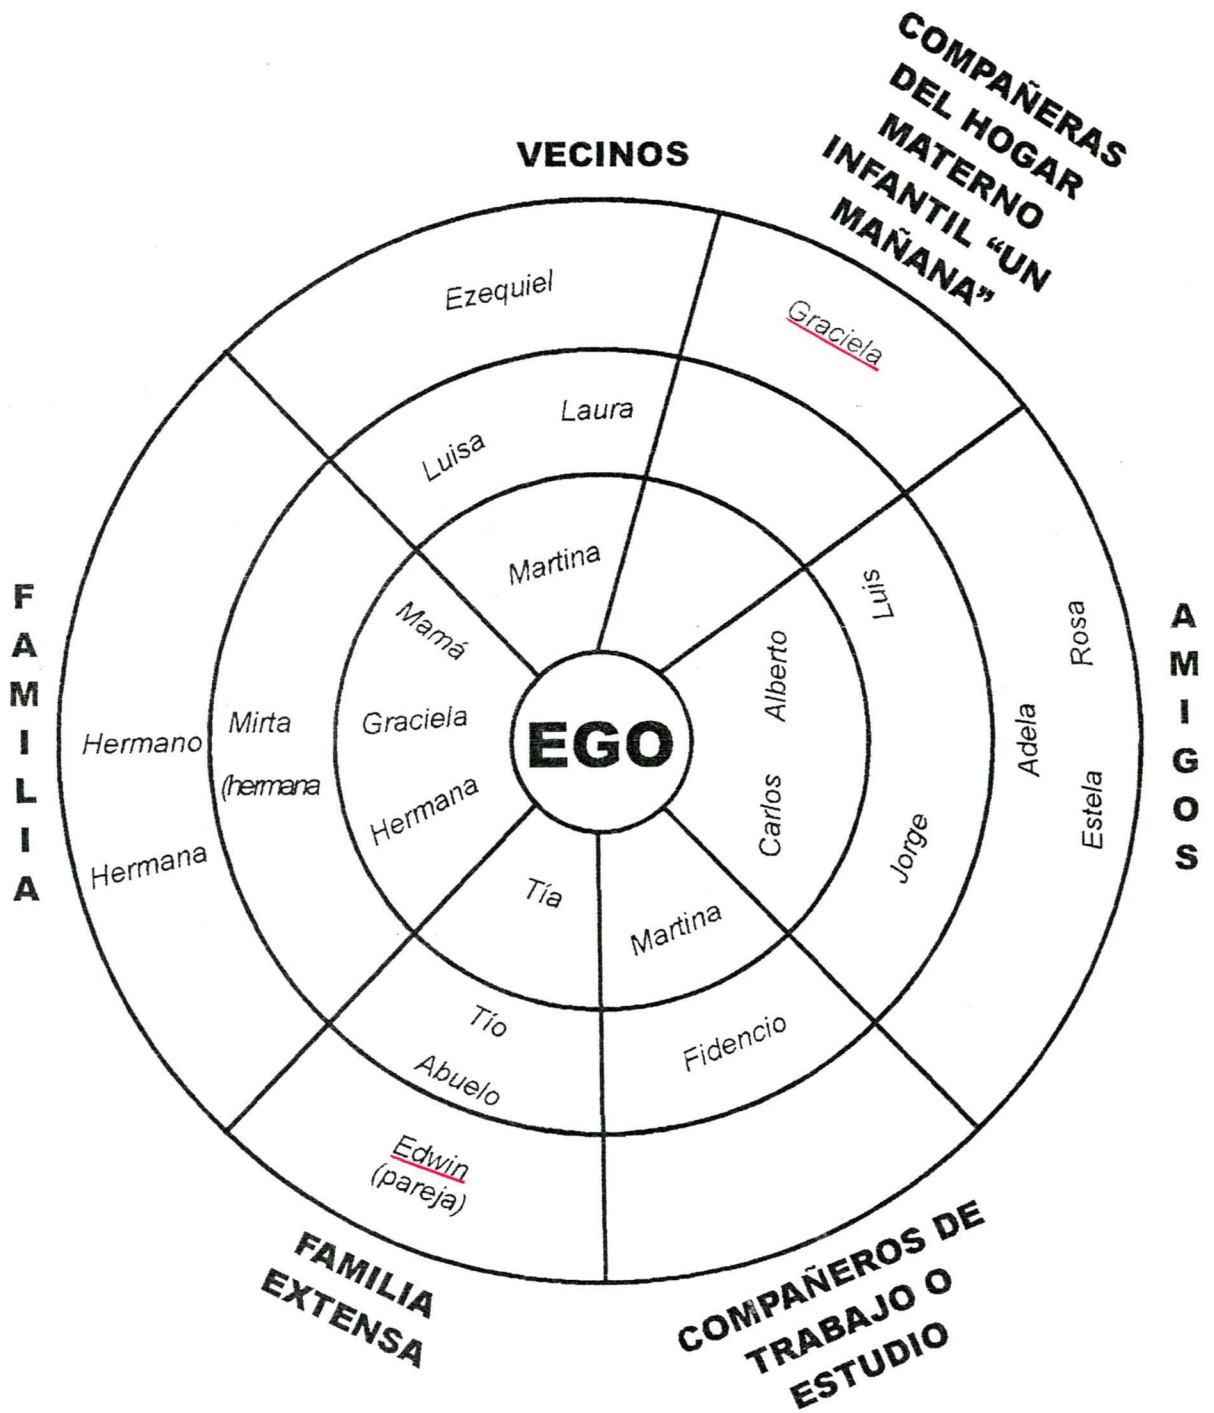 COMPAÑERAS
DEL HOGAR
MATERNO
INFANTIL “UN
MAÑANA”
VECINOS
Ezequiel
Graciela
Laura
Luisa
Martina
FAMILIA
Mamá
Graciela
Hermana
Mirta
(hermana
Hermano
Hermana
EGO
Luis
Alberto
Carlos
Jorge
Rosa
Adela
Estela
AMIGOS
Tía
Martina
Tío
Abuelo
Fidencio
Edwin
(pareja)
FAMILIA
EXTENSA
COMPAÑEROS DE
TRABAJO O
ESTUDIO